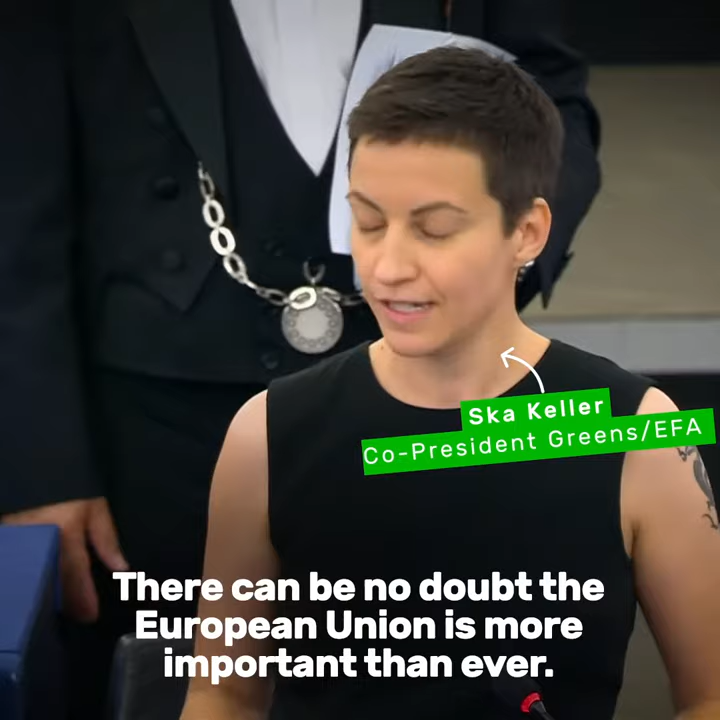 Ska Keller
Co-President Greens/EFA
There can be no doubt the
European Union is more
important than ever.